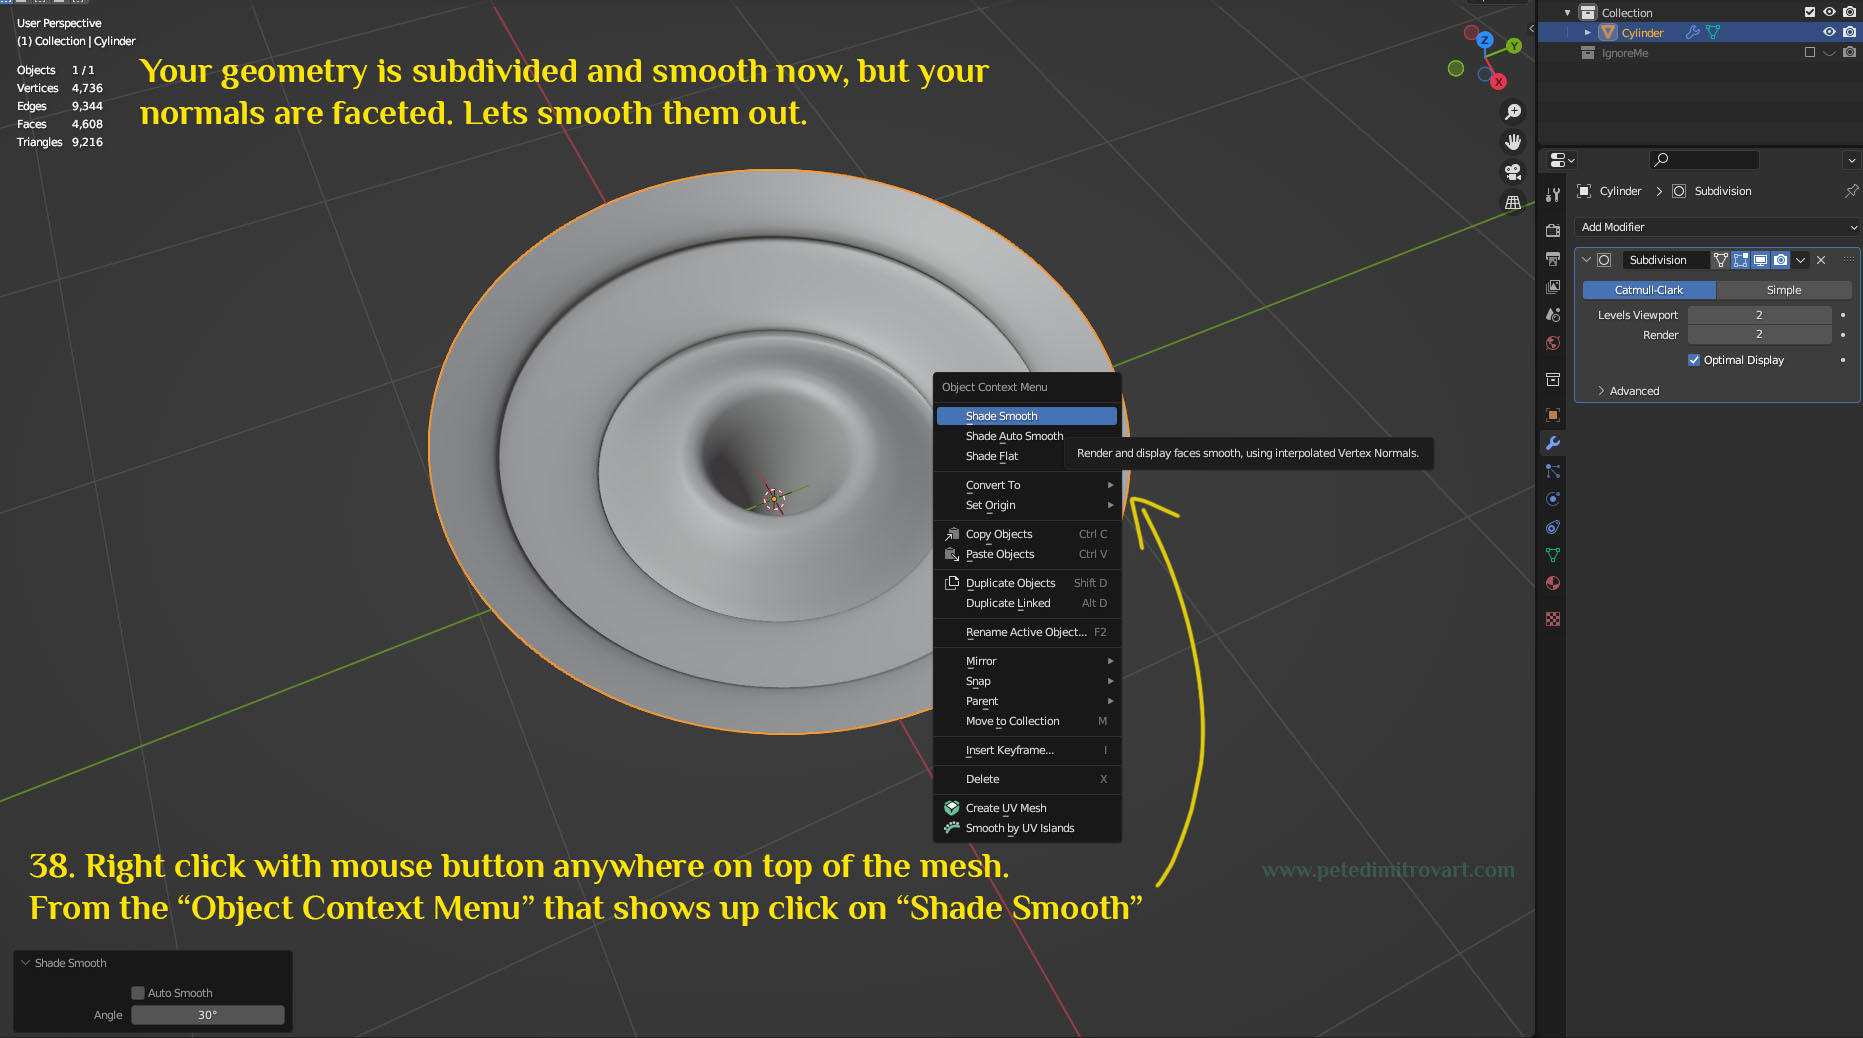 User Perspective
(1) Collection | Cylinder
Objects 1 / 1
Vertices 4,736
Edges 9,344
Faces 4,608
Triangles 9,216
Your geometry is subdivided and smooth now, but your
normals are faceted. Lets smooth them out.
Z
Y
X
Collection
Cylinder
IgnoreMe
Cylinder > Subdivision
Add Modifier
Subdivision
Catmull-Clark Simple
Levels Viewport 2
Render 2
Optimal Display
Advanced
Object Context Menu
Shade Smooth
Shade Auto Smooth
Render and display faces smooth, using interpolated Vertex Normals.
Shade Flat
Convert To
Set Origin
Copy Objects Ctrl C
Paste Objects Ctrl V
Duplicate Objects Shift D
Duplicate Linked Alt D
Rename Active Object... F2
Mirror
Snap
Parent
Move to Collection M
Insert Keyframe... I
Delete X
Create UV Mesh
Smooth by UV Islands
38. Right click with mouse button anywhere on top of the mesh.
From the “Object Context Menu” that shows up click on “Shade Smooth”
www.petedimitrovart.com
Shade Smooth
Auto Smooth
Angle 30°